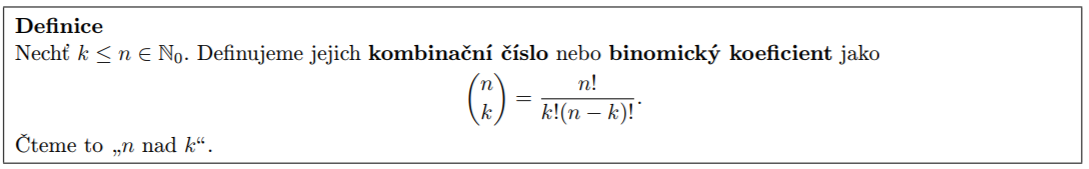 Definice
Nechť k ≤ n ∈ ℕ₀. Definujeme jejich kombinační číslo nebo binomický koeficient jako
(n k) = n! / k!(n − k)!.
Čteme to „n nad k“.